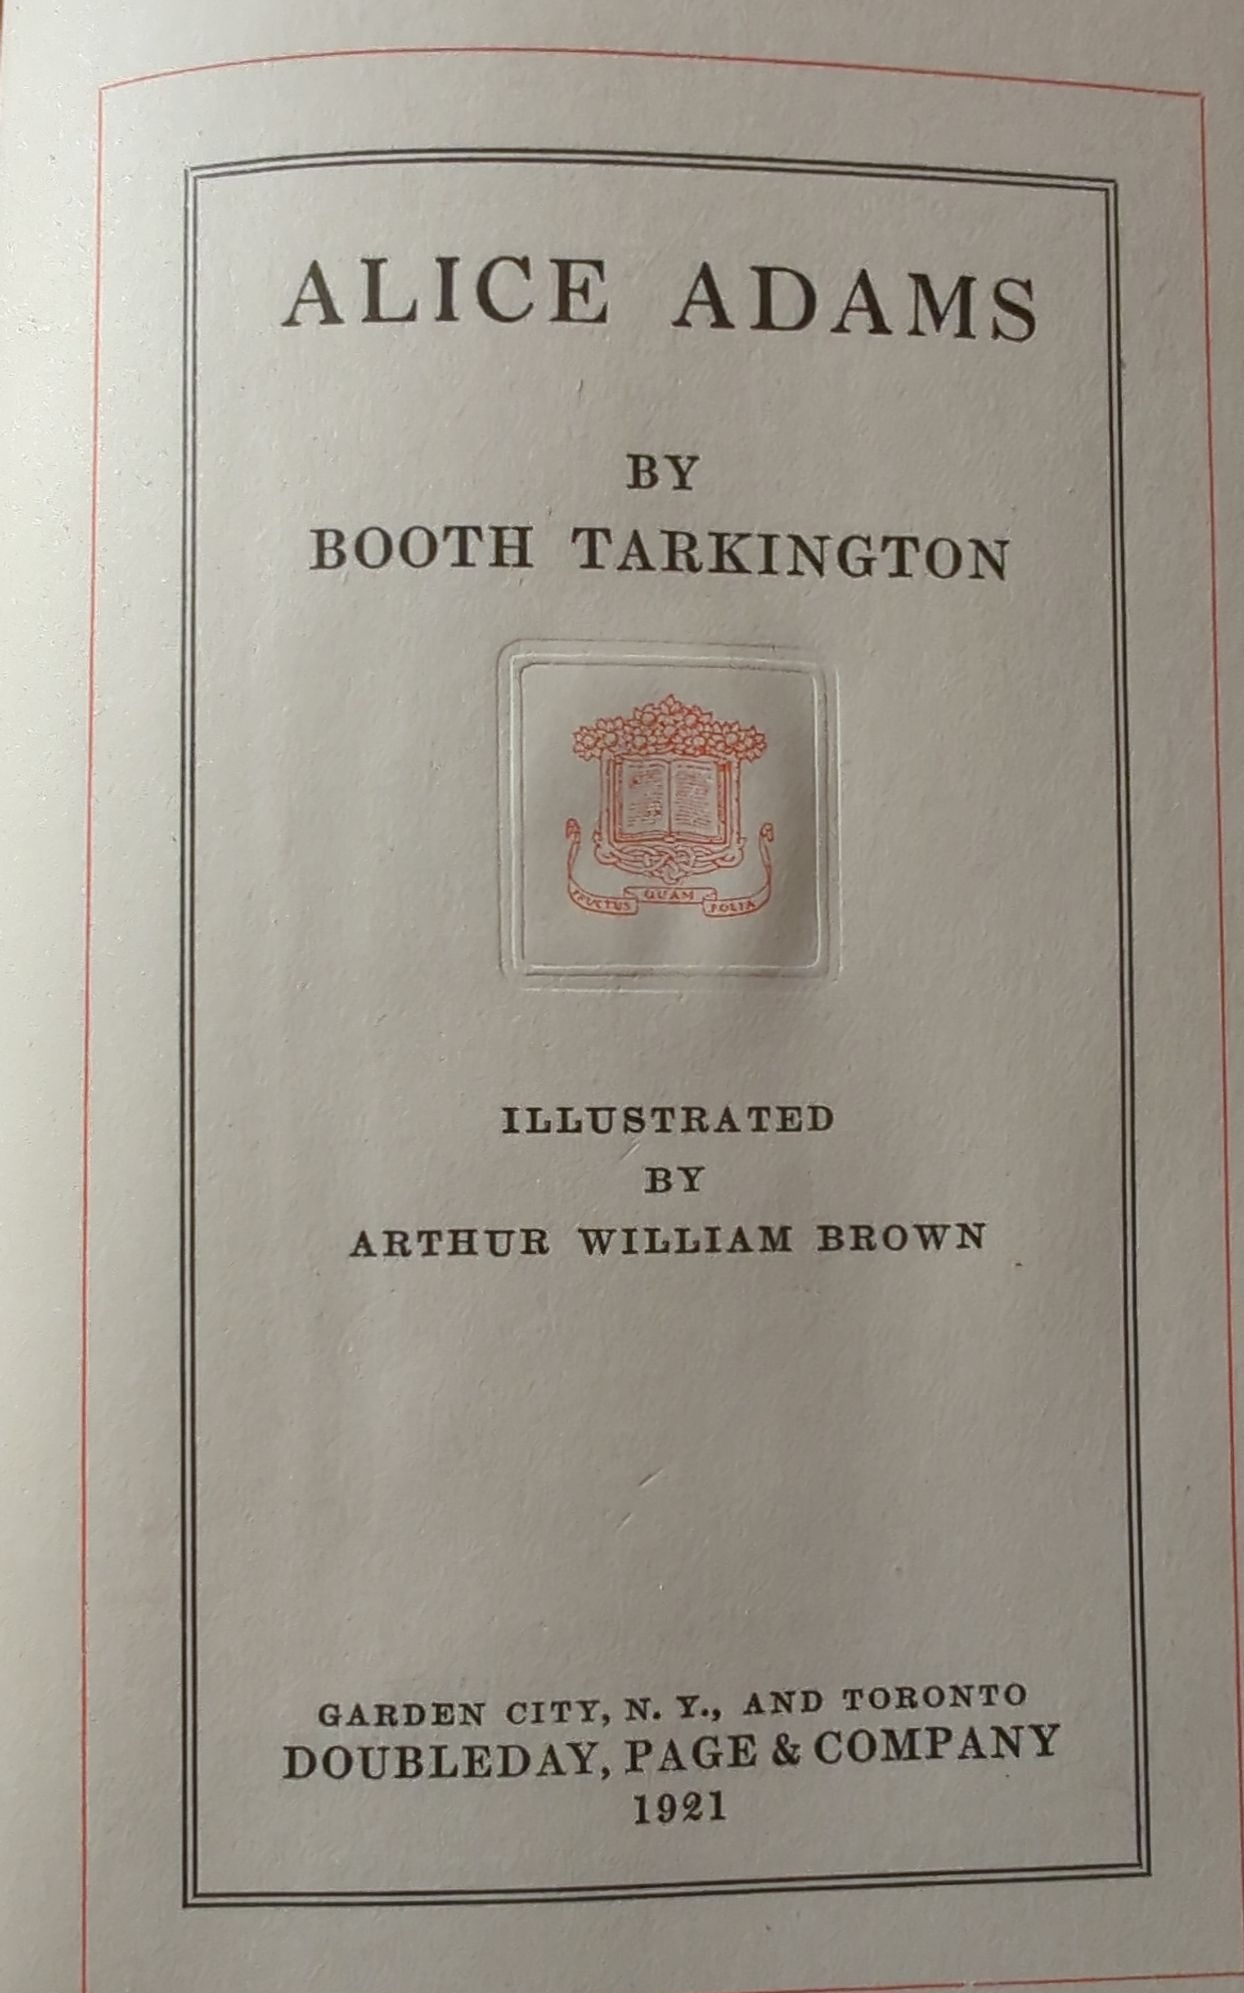 ALICE ADAMS
BY
BOOTH TARKINGTON
FRUCTUS QUAM FOLIA
ILLUSTRATED
BY
ARTHUR WILLIAM BROWN
GARDEN CITY, N. Y., AND TORONTO
DOUBLEDAY, PAGE & COMPANY
1921